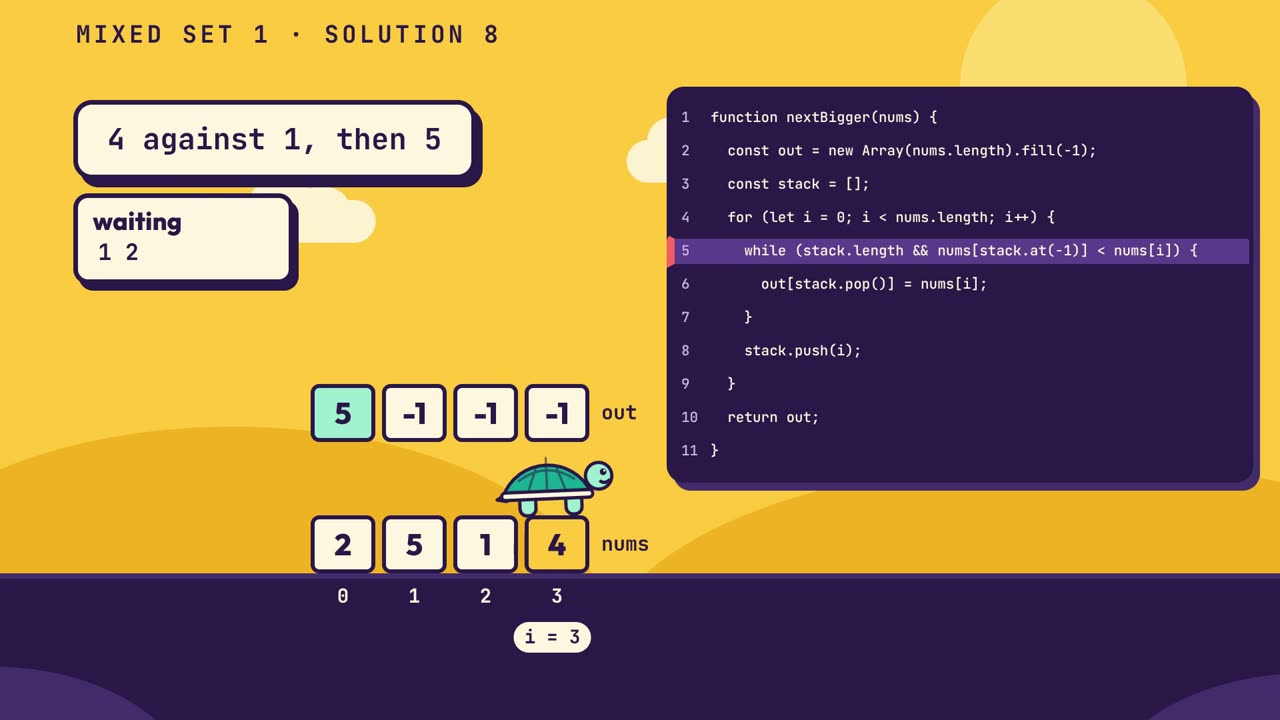 MIXED SET 1 · SOLUTION 8
4 against 1, then 5
waiting
1 2
1 function nextBigger(nums) {
2 const out = new Array(nums.length).fill(-1);
3 const stack = [];
4 for (let i = 0; i < nums.length; i++) {
5 while (stack.length && nums[stack.at(-1)] < nums[i]) {
6 out[stack.pop()] = nums[i];
7 }
8 stack.push(i);
9 }
10 return out;
11 }
5 -1 -1 -1 out
2 5 1 4 nums
0 1 2 3
i = 3